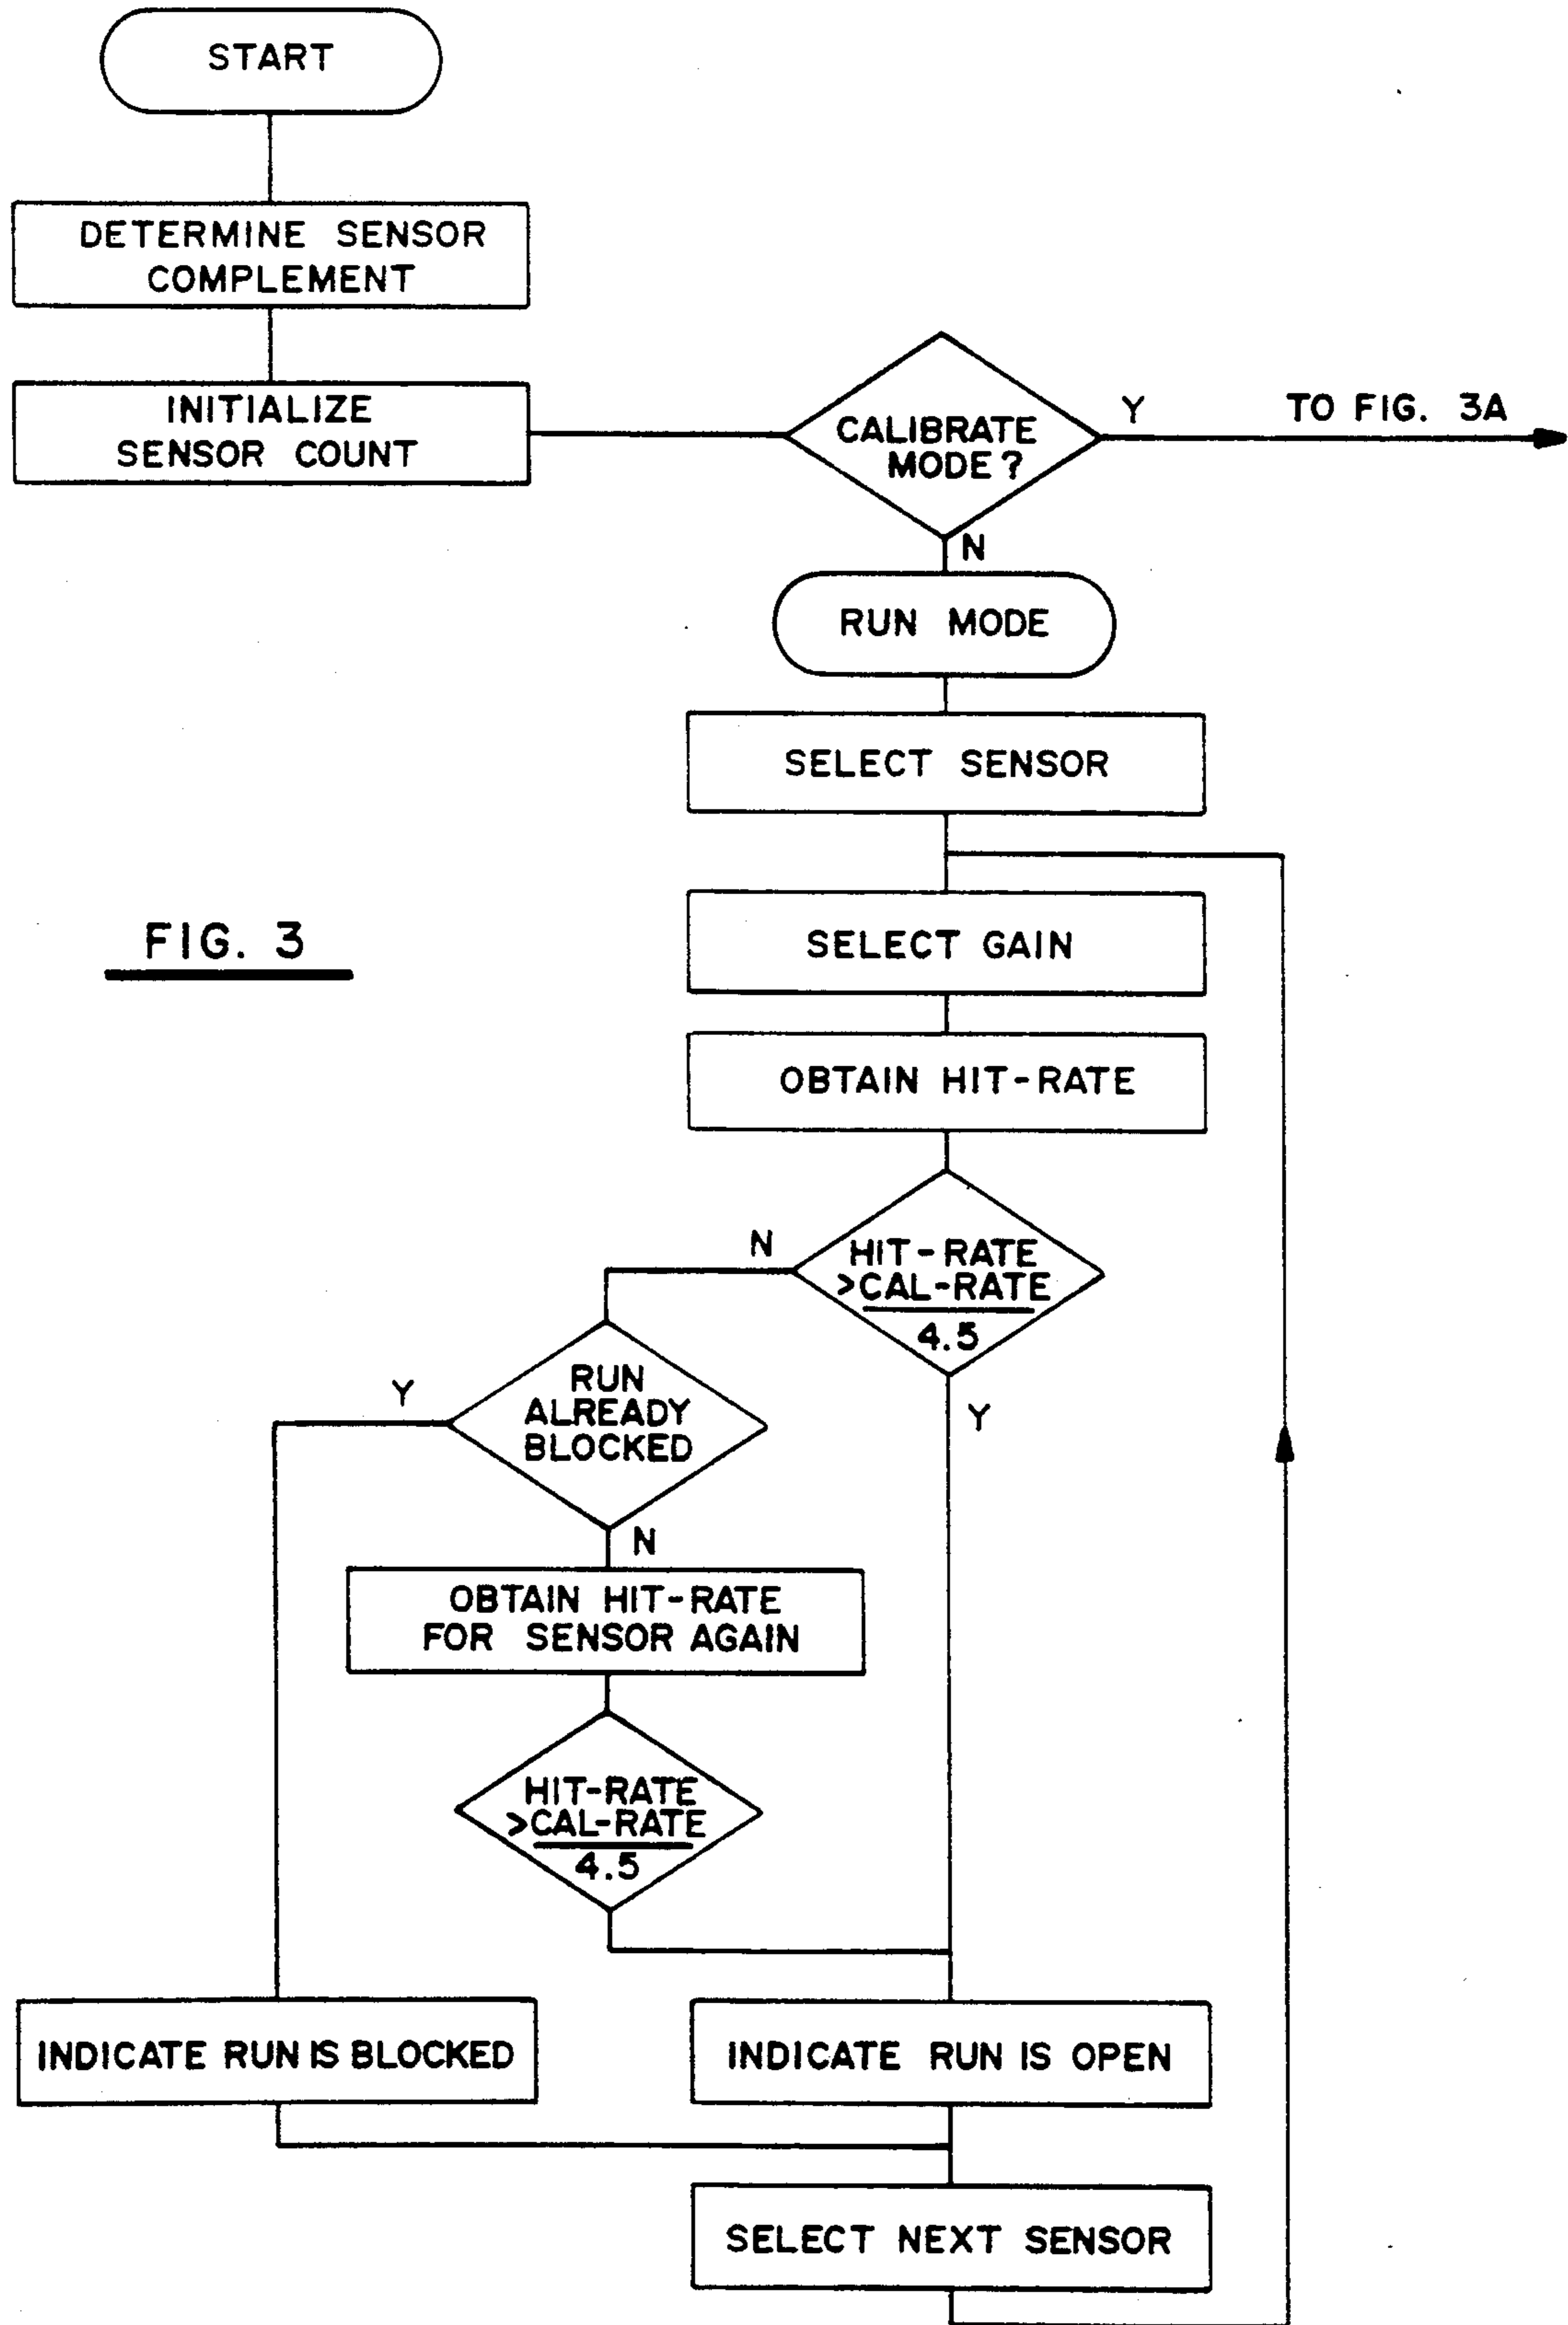 START
DETERMINE SENSOR
COMPLEMENT
INITIALIZE
SENSOR COUNT
CALIBRATE
MODE?
Y
TO FIG. 3A
N
RUN MODE
SELECT SENSOR
FIG. 3
SELECT GAIN
OBTAIN HIT-RATE
HIT-RATE
>CAL-RATE
4.5
N
Y
RUN
ALREADY
BLOCKED
Y
N
OBTAIN HIT-RATE
FOR SENSOR AGAIN
HIT-RATE
>CAL-RATE
4.5
INDICATE RUN IS BLOCKED
INDICATE RUN IS OPEN
SELECT NEXT SENSOR